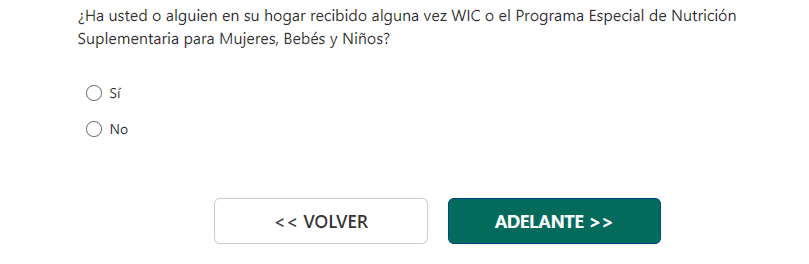 ¿Ha usted o alguien en su hogar recibido alguna vez WIC o el Programa Especial de Nutrición
Suplementaria para Mujeres, Bebés y Niños?
Sí
No
<< VOLVER
ADELANTE >>